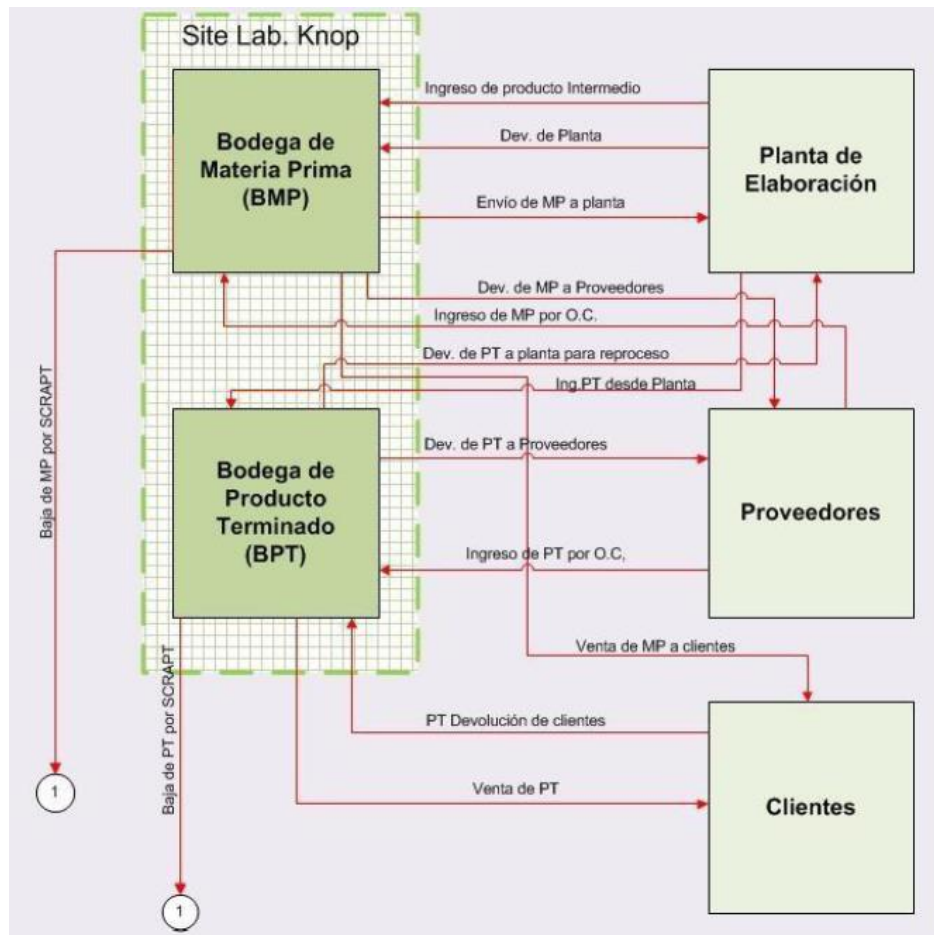 Site Lab. Knop
Bodega de
Materia Prima
(BMP)
Ingreso de producto Intermedio
Dev. de Planta
Envío de MP a planta
Planta de
Elaboración
Dev. de MP a Proveedores
Ingreso de MP por O.C.
Dev. de PT a planta para reproceso
Ing.PT desde Planta
Baja de MP por SCRAPT
Bodega de
Producto
Terminado
(BPT)
Dev. de PT a Proveedores
Ingreso de PT por O.C,
Proveedores
Venta de MP a clientes
Baja de PT por SCRAPT
PT Devolución de clientes
Venta de PT
Clientes
1
1